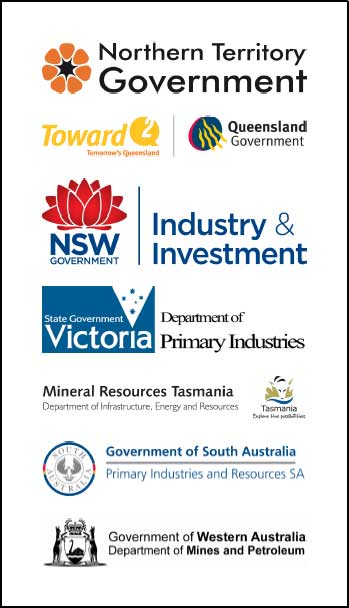 Northern Territory
Government
Toward Q2
Tomorrow's Queensland
Queensland
Government
NSW
GOVERNMENT
Industry &
Investment
State Government
Victoria
Department of
Primary Industries
Mineral Resources Tasmania
Department of Infrastructure, Energy and Resources
Tasmania
Explore the possibilities
SOUTH
AUSTRALIA
Government of South Australia
Primary Industries and Resources SA
Government of Western Australia
Department of Mines and Petroleum